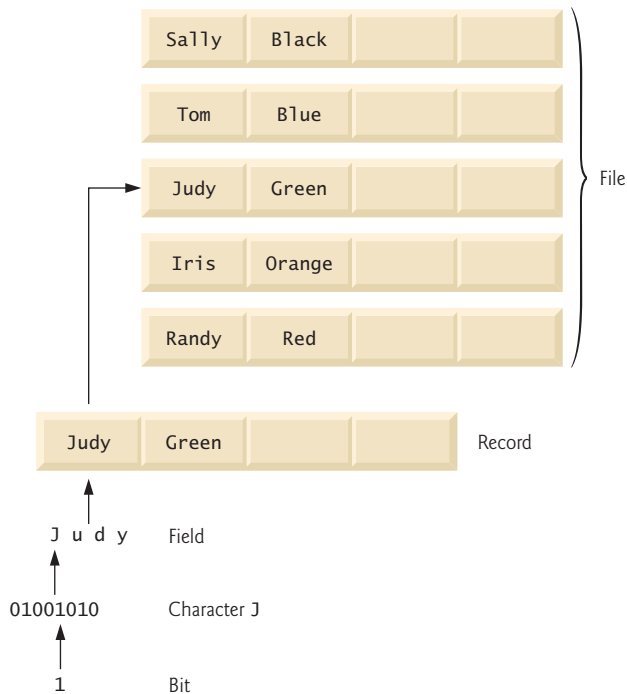 Sally Black
Tom Blue
Judy Green
File
Iris Orange
Randy Red
Judy Green Record
J u d y Field
01001010 Character J
1 Bit